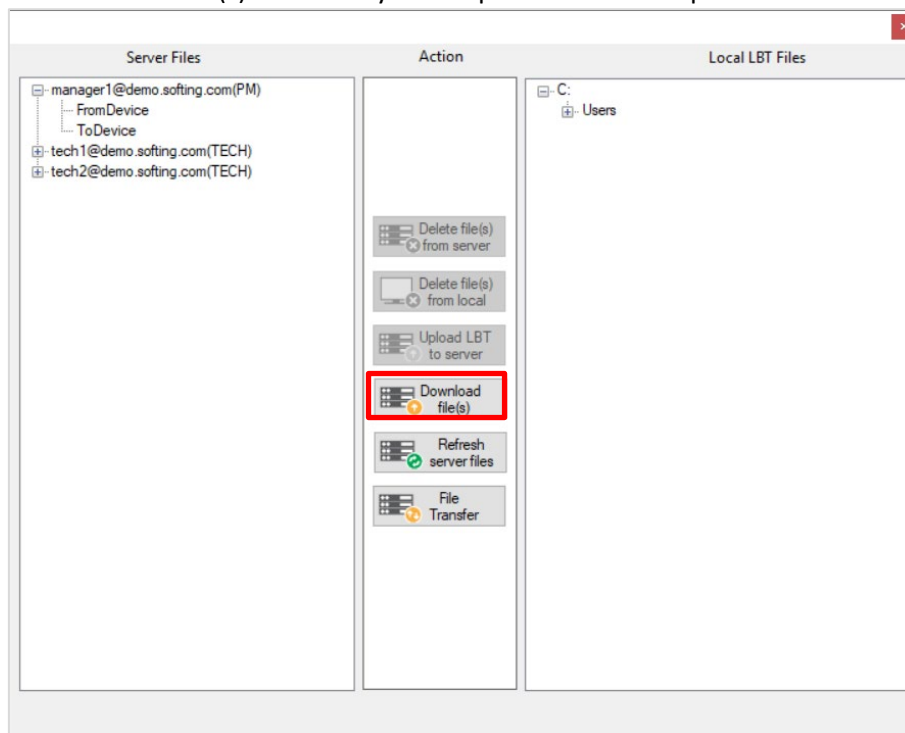 Server Files
Action
Local LBT Files
manager1@demo.softing.com(PM)
FromDevice
ToDevice
tech1@demo.softing.com(TECH)
tech2@demo.softing.com(TECH)
C:
Users
Delete file(s)
from server
Delete file(s)
from local
Upload LBT
to server
Download
file(s)
Refresh
server files
File
Transfer